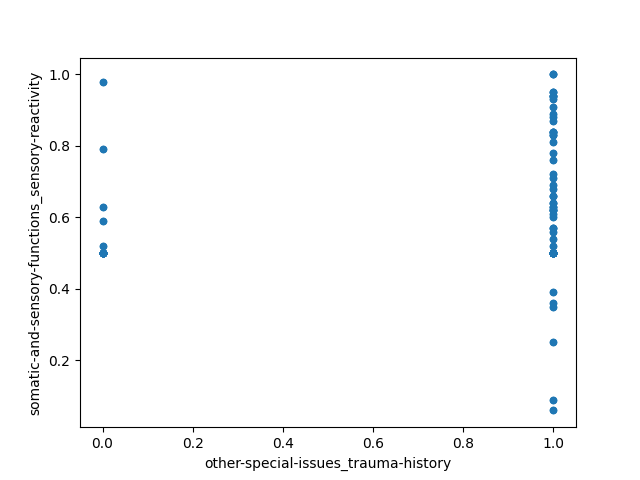 1.0
0.8
0.6
0.4
0.2
somatic-and-sensory-functions_sensory-reactivity
0.0 0.2 0.4 0.6 0.8 1.0
other-special-issues_trauma-history